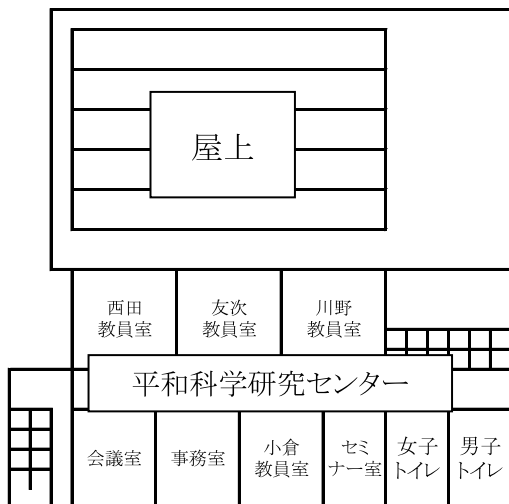 屋上
西田
教員室
友次
教員室
川野
教員室
平和科学研究センター
会議室
事務室
小倉
教員室
セミ
ナー室
女子
トイレ
男子
トイレ